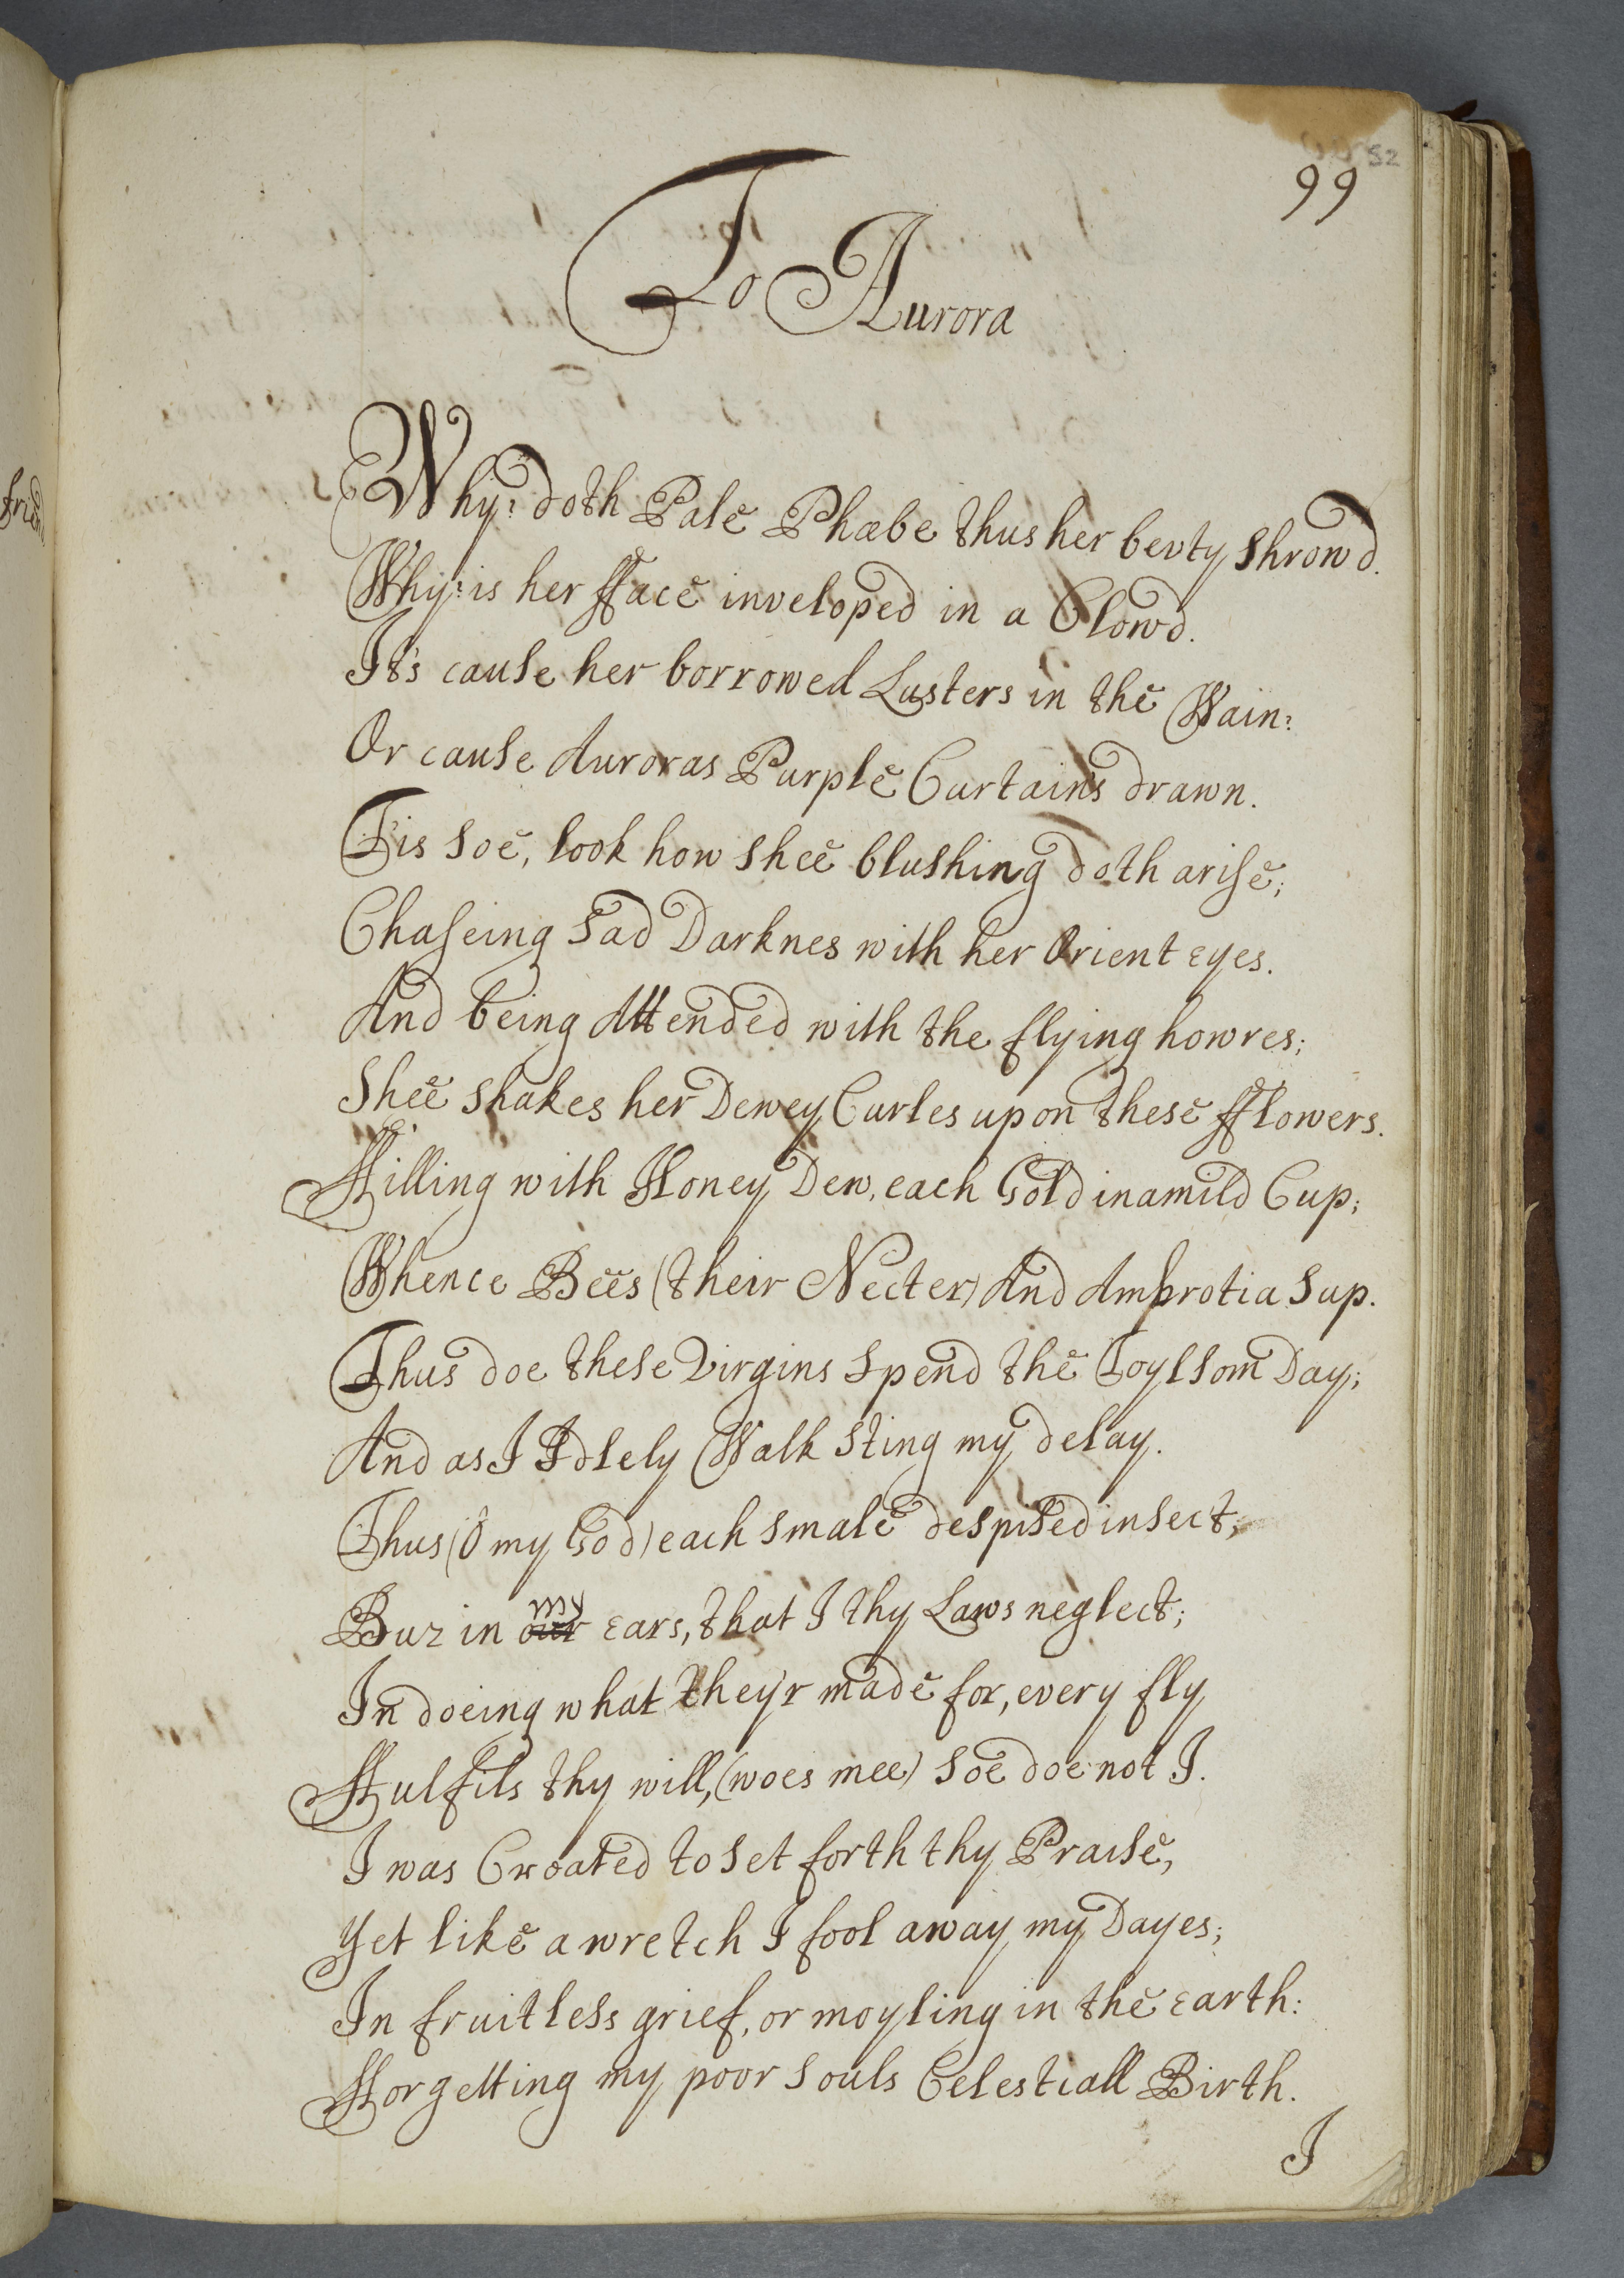 52
99
To Aurora
Why? doth Pale Phæbe thus her beuty Shrowd.
Why? is her fface inveloped in a Clowd.
It's cause her borrowed Lusters in the Wain?
Or cause Auroras Purple Curtains drawn.
Tis Soe, look how Shee blushing doth arise;
Chaseing Sad Darknes with her Orient eyes.
And being Attended with the flying howres;
Shee Shakes her Dewey Curles upon these fflowers.
ffilling with Honey Dew, each Gold inamild Cup;
Whence Bees (their Necter) And Ambrotia Sup.
Thus doe these Virgins Spend the Toylsom Day;
And as I Idlely Walk Sting my delay.
Thus (ô my God) each smale despised insect,
Buz in our my ears, that I thy Laws neglect;
In doeing what they'r made for, every fly
ffulfils thy will, (woes mee) Soe doe not I.
I was Created to Set forth thy Praise,
Yet like a wretch I fool away my Dayes;
In fruitless grief, or moyling in the earth:
fforgetting my poor Souls Celestiall Birth.
I